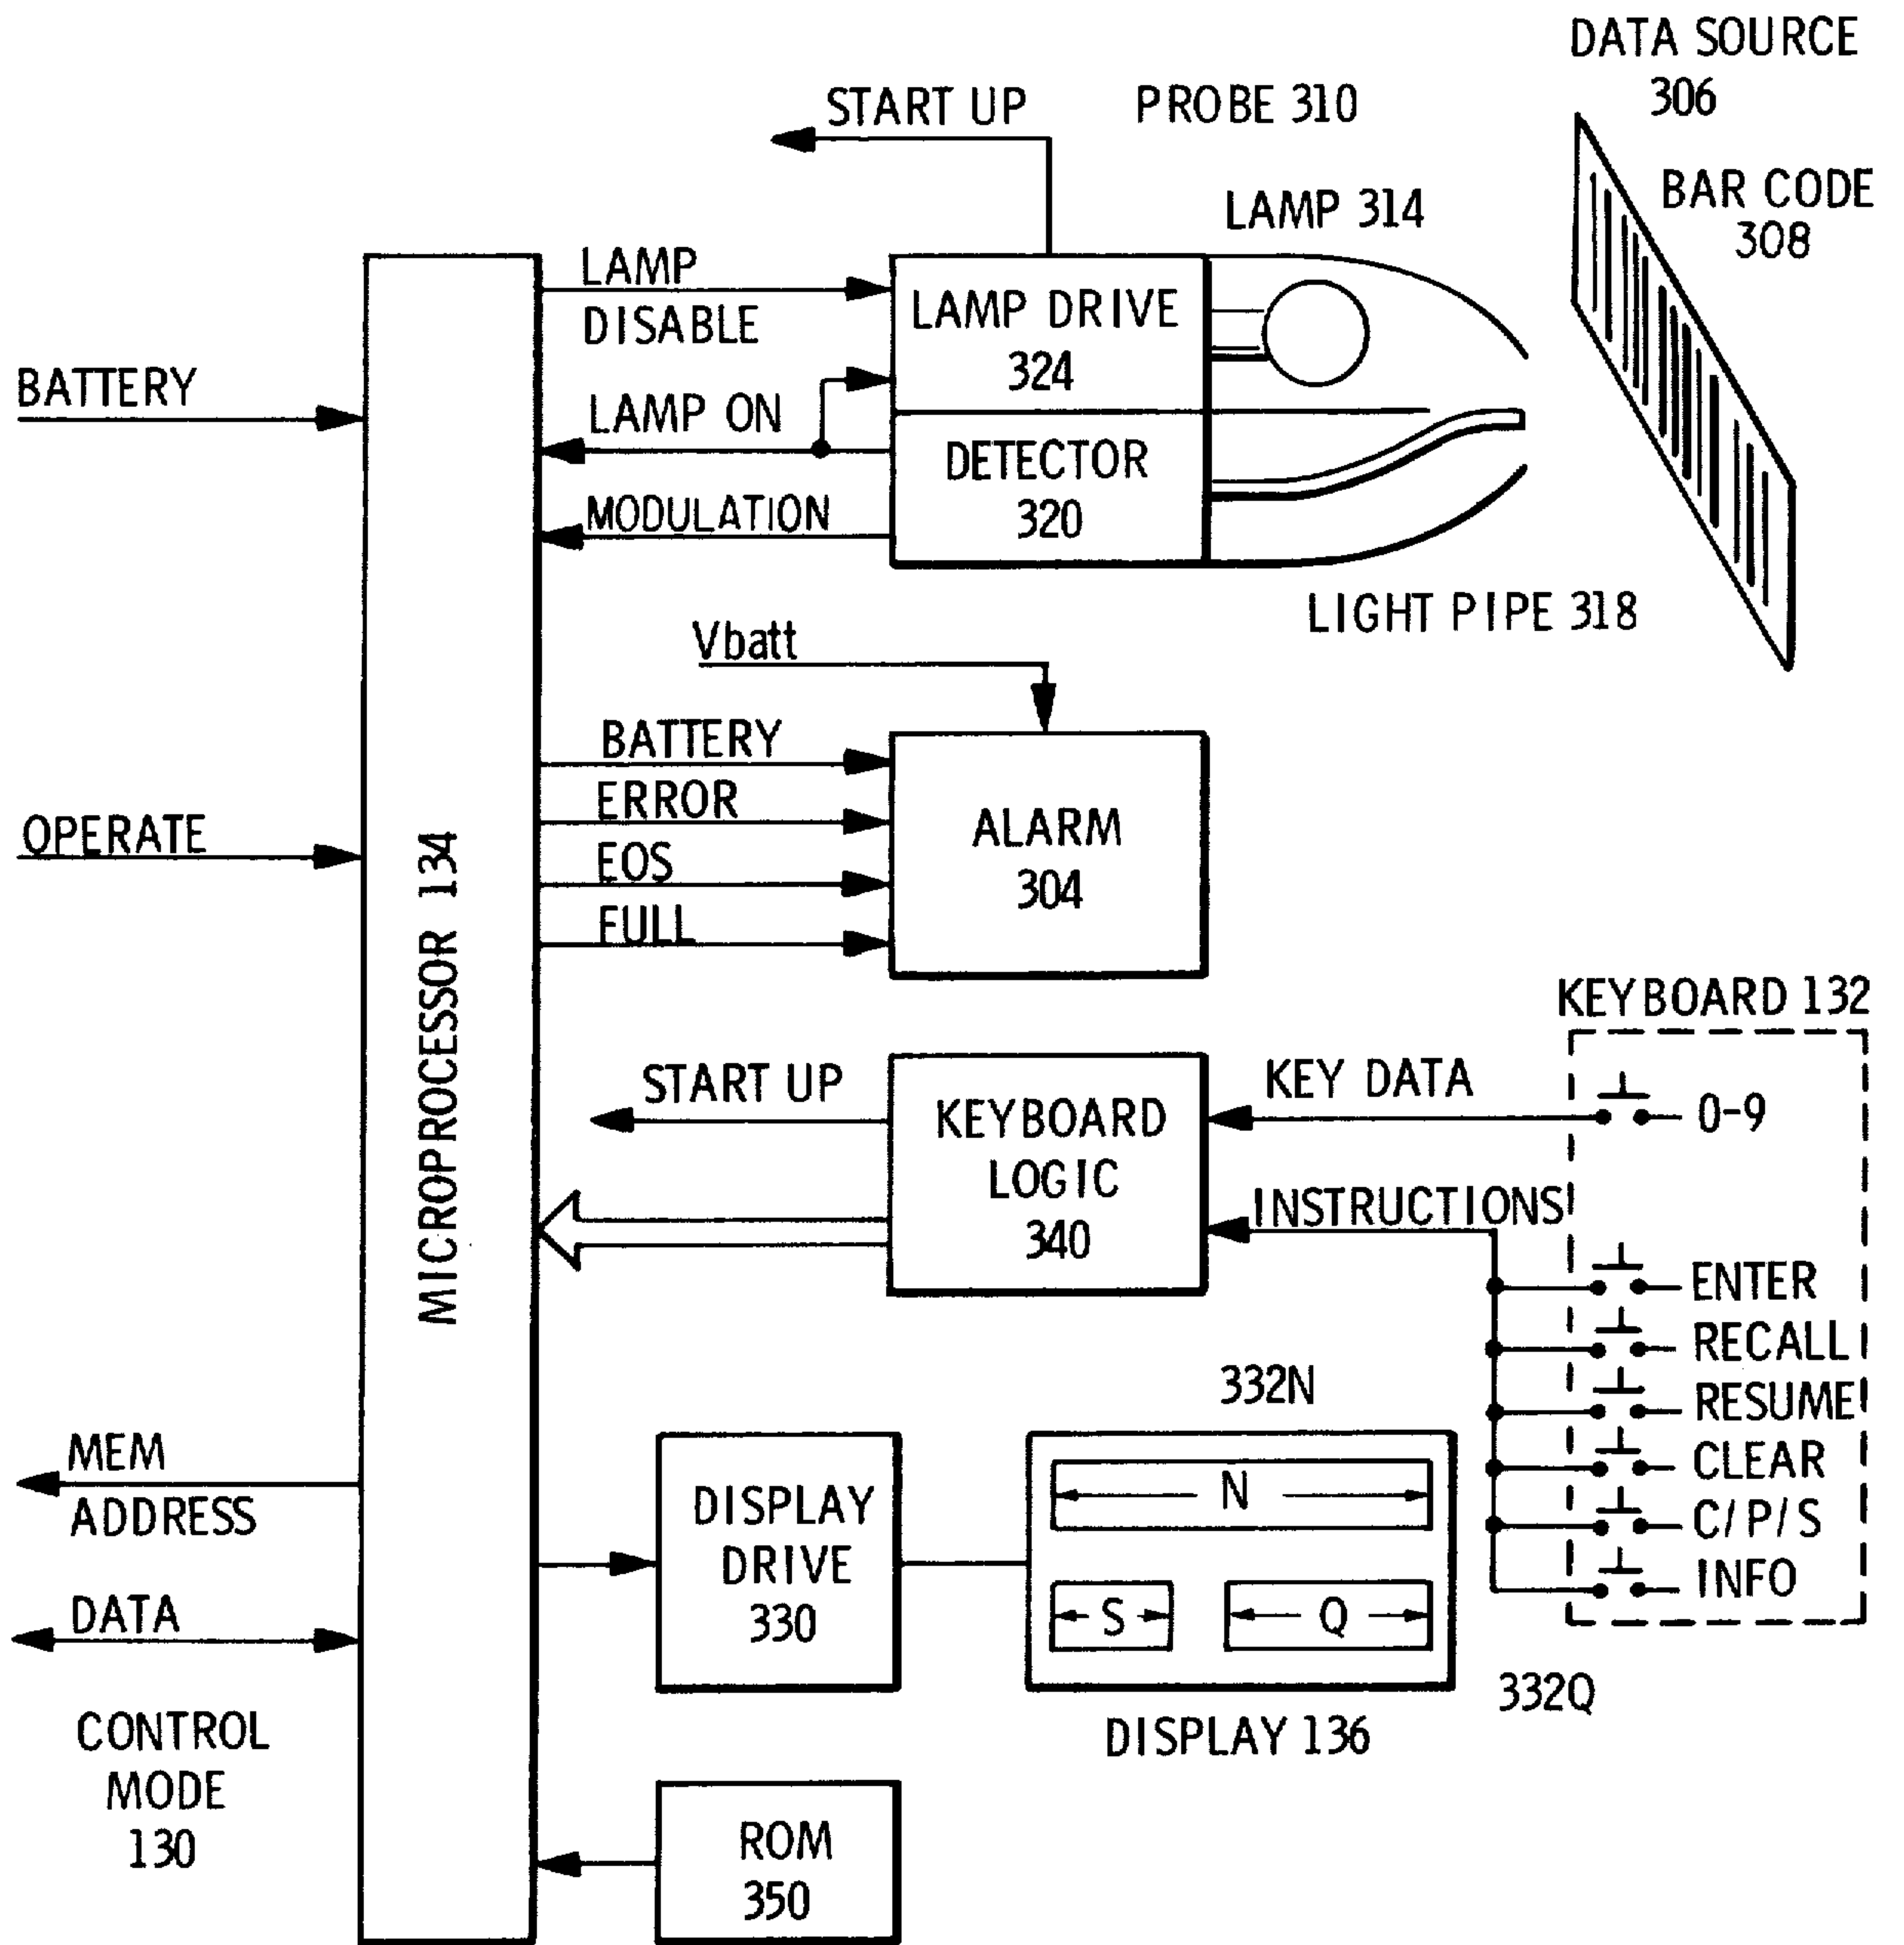 DATA SOURCE
306
START UP
PROBE 310
BAR CODE
308
LAMP 314
LAMP
DISABLE
LAMP DRIVE
324
BATTERY
LAMP ON
DETECTOR
320
MODULATION
LIGHT PIPE 318
Vbatt
BATTERY
ERROR
EOS
FULL
ALARM
304
OPERATE
MICROPROCESSOR 134
KEYBOARD 132
START UP
KEYBOARD
LOGIC
340
KEY DATA
0-9
INSTRUCTIONS
ENTER
RECALL
RESUME
CLEAR
C/P/S
INFO
332N
MEM
ADDRESS
DISPLAY
DRIVE
330
N
S
Q
DATA
332Q
DISPLAY 136
CONTROL
MODE
130
ROM
350